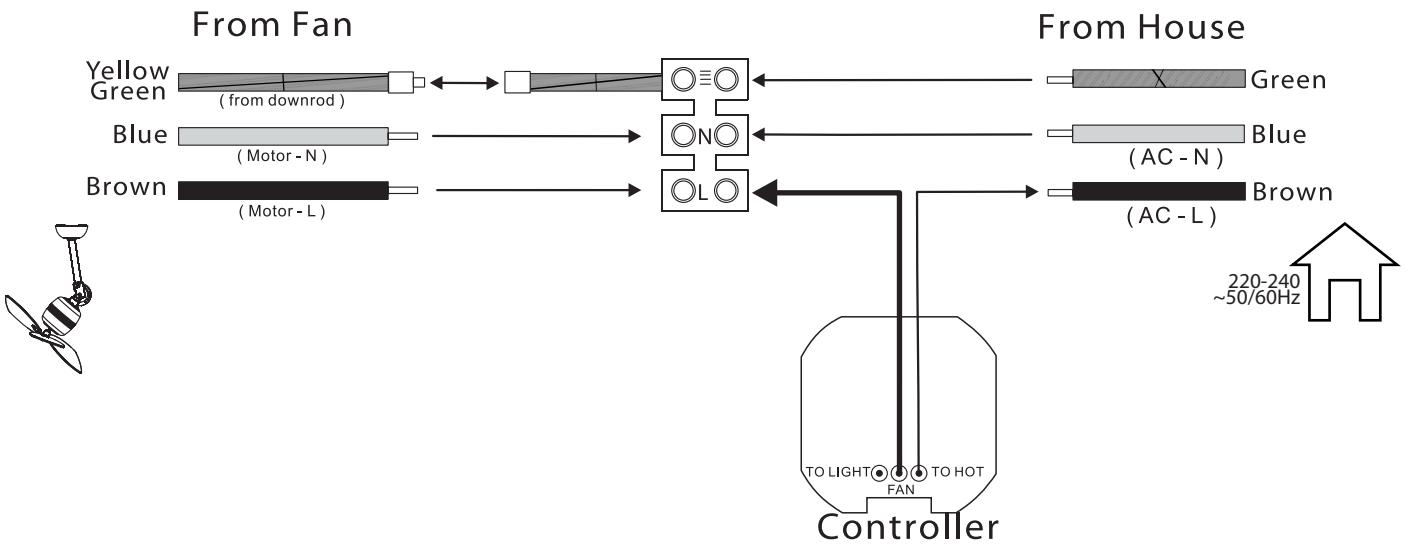 From Fan
From House
Yellow
Green
( from downrod )
Green
Blue
( Motor - N )
N
Blue
( AC - N )
Brown
( Motor - L )
L
Brown
( AC - L )
220-240
~50/60Hz
TO LIGHT
TO HOT
FAN
Controller